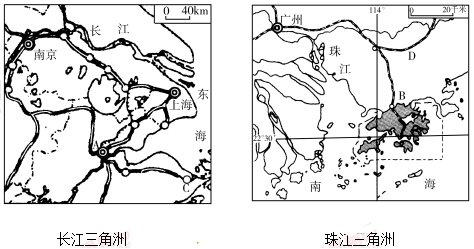 0 40km
长 江
南京
上海
东
海
A
C
长江三角洲
114°
0 20千米
广州
珠
江
D
B
22°30′
南 海
珠江三角洲